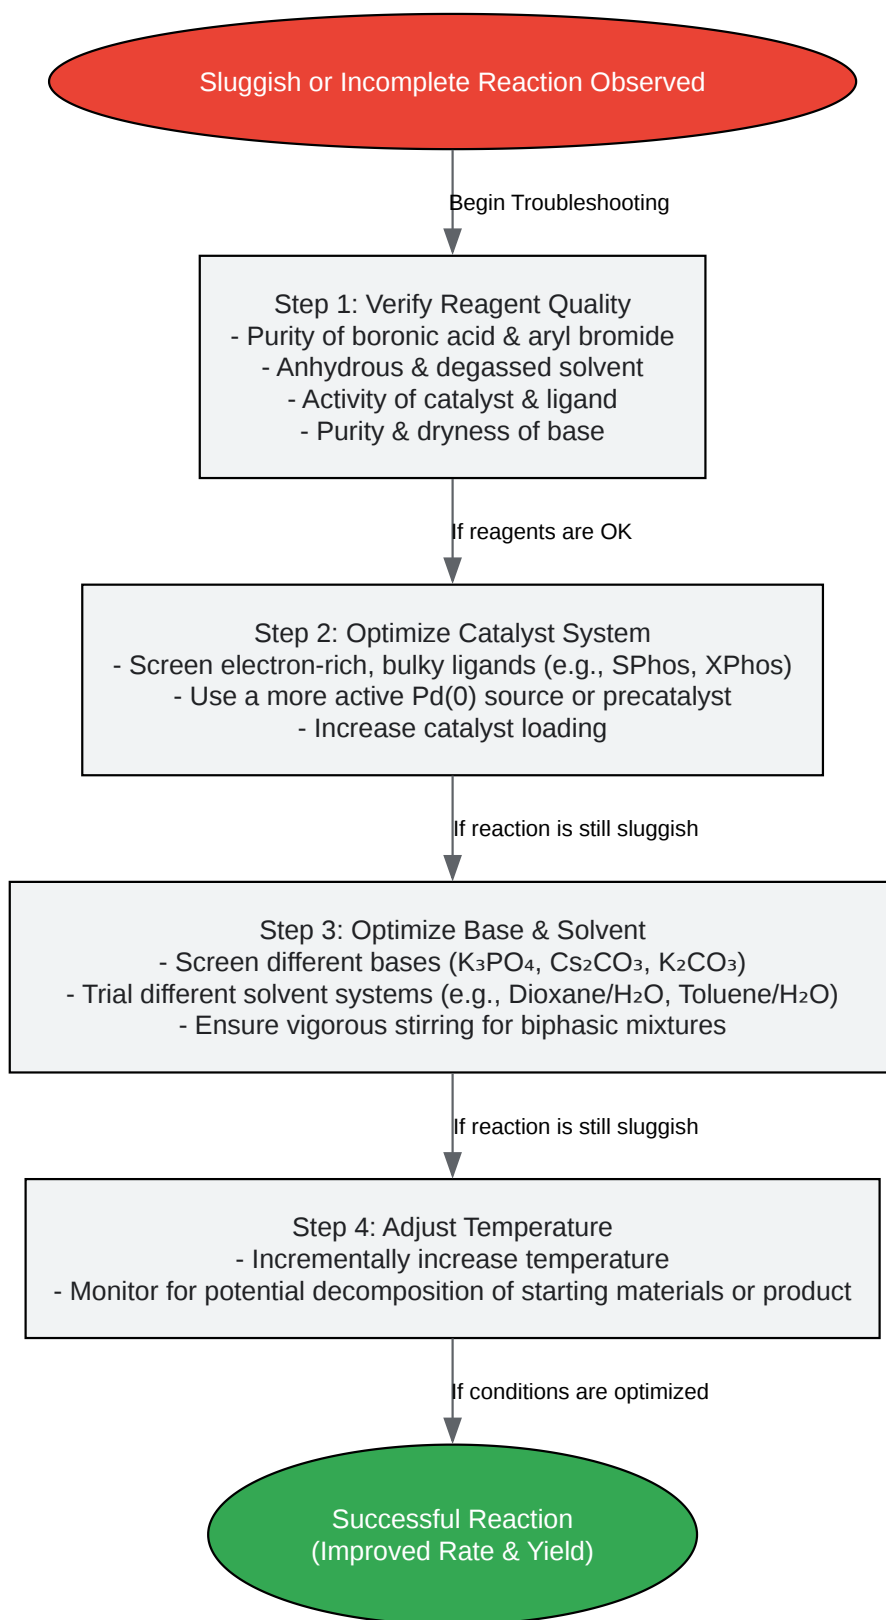 Sluggish or Incomplete Reaction Observed
Begin Troubleshooting
Step 1: Verify Reagent Quality
- Purity of boronic acid & aryl bromide
- Anhydrous & degassed solvent
- Activity of catalyst & ligand
- Purity & dryness of base
If reagents are OK
Step 2: Optimize Catalyst System
- Screen electron-rich, bulky ligands (e.g., SPhos, XPhos)
- Use a more active Pd(0) source or precatalyst
- Increase catalyst loading
If reaction is still sluggish
Step 3: Optimize Base & Solvent
- Screen different bases (K₃PO₄, Cs₂CO₃, K₂CO₃)
- Trial different solvent systems (e.g., Dioxane/H₂O, Toluene/H₂O)
- Ensure vigorous stirring for biphasic mixtures
If reaction is still sluggish
Step 4: Adjust Temperature
- Incrementally increase temperature
- Monitor for potential decomposition of starting materials or product
If conditions are optimized
Successful Reaction
(Improved Rate & Yield)